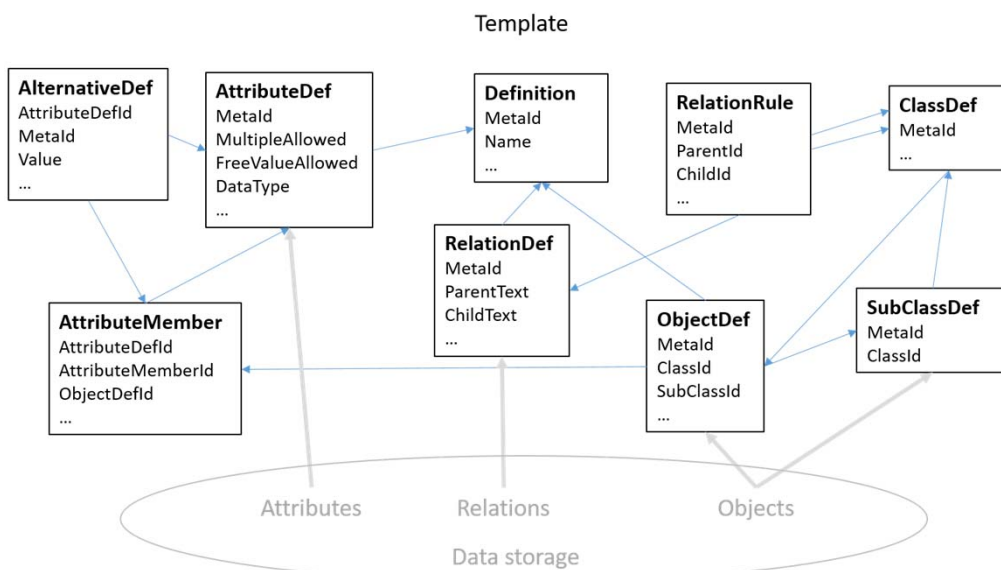 Template
AlternativeDef
AttributeDefId
MetaId
Value
...
AttributeDef
MetaId
MultipleAllowed
FreeValueAllowed
DataType
...
Definition
MetaId
Name
...
RelationRule
MetaId
ParentId
ChildId
...
ClassDef
MetaId
...
RelationDef
MetaId
ParentText
ChildText
...
AttributeMember
AttributeDefId
AttributeMemberId
ObjectDefId
...
ObjectDef
MetaId
ClassId
SubClassId
...
SubClassDef
MetaId
ClassId
Attributes
Relations
Objects
Data storage